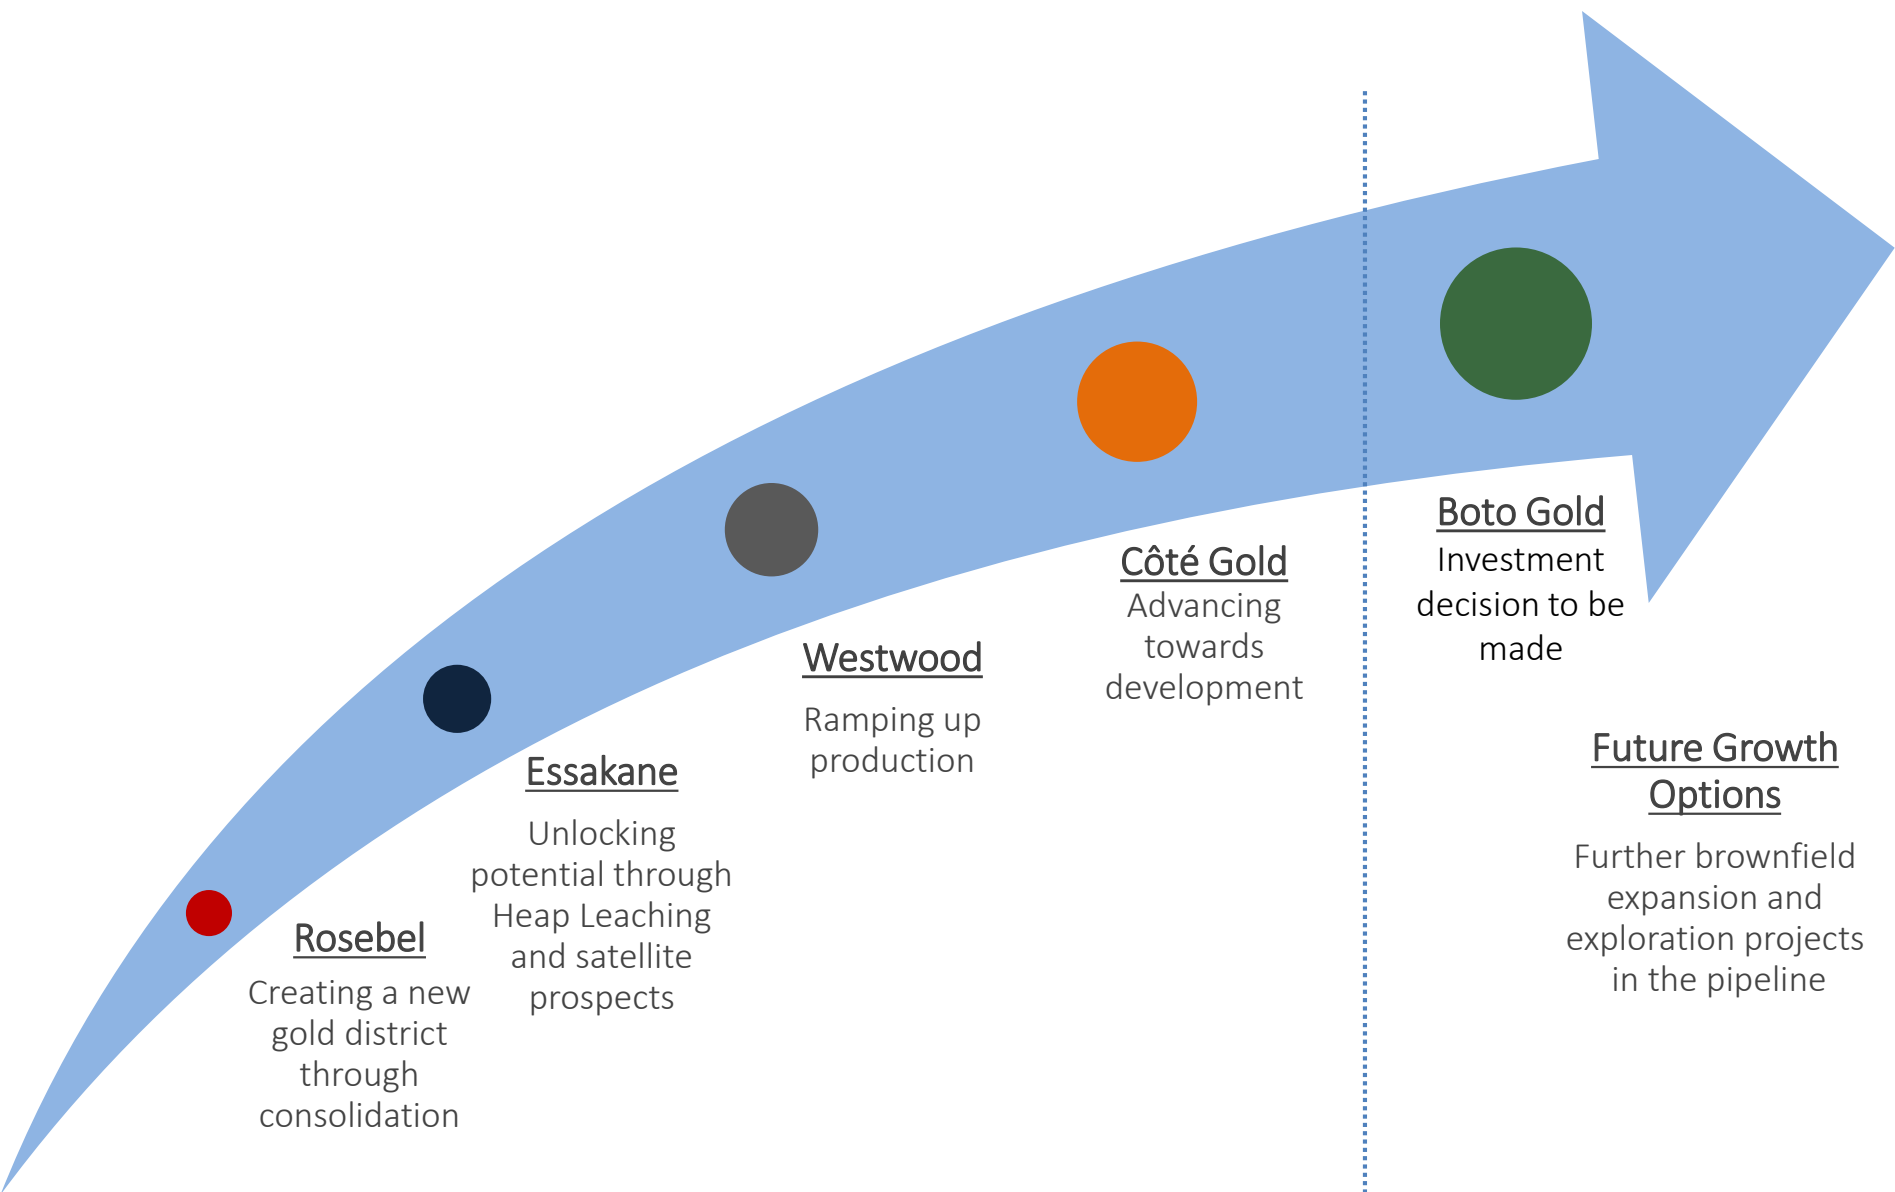 Rosebel
Creating a new
gold district
through
consolidation
Essakane
Unlocking
potential through
Heap Leaching
and satellite
prospects
Westwood
Ramping up
production
Côté Gold
Advancing
towards
development
Boto Gold
Investment
decision to be
made
Future Growth
Options
Further brownfield
expansion and
exploration projects
in the pipeline